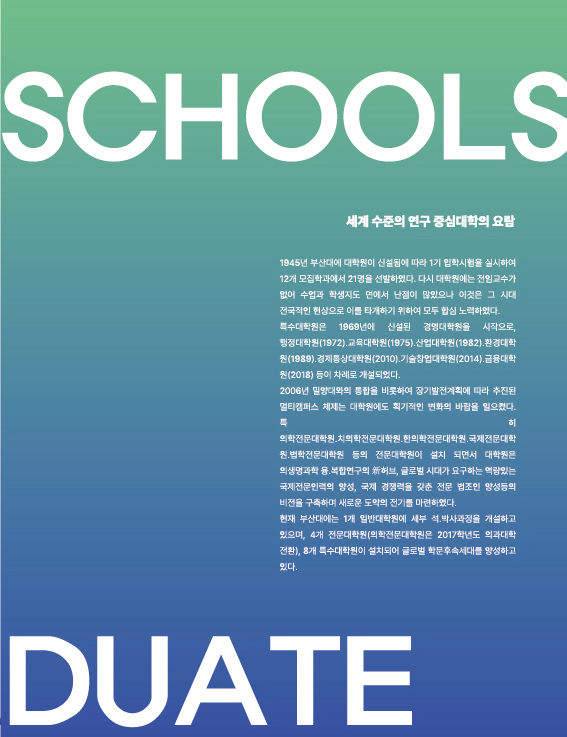 SCHOOLS
세계 수준의 연구 중심대학의 요람
1945년 부산대에 대학원이 신설됨에 따라 1기 입학시험을 실시하여
12개 모집학과에서 21명을 선발하였다. 다시 대학원에는 전임교수가
없어 수업과 학생지도 면에서 난점이 많았으나 이것은 그 시대
전국적인 현상으로 이를 타개하기 위하여 모두 합심 노력하였다.
특수대학원은 1969년에 신설된 경영대학원을 시작으로,
행정대학원(1972).교육대학원(1975).산업대학원(1982).환경대학
원(1989).경제통상대학원(2010).기술창업대학원(2014).금융대학
원(2018) 등이 차례로 개설되었다.
2006년 밀양대와의 통합을 비롯하여 장기발전계획에 따라 추진된
멀티캠퍼스 체제는 대학원에도 획기적인 변화의 바람을 일으켰다.
특 히
의학전문대학원.치의학전문대학원.한의학전문대학원.국제전문대학
원.법학전문대학원 등의 전문대학원이 설치 되면서 대학원은
의생명과학 융.복합연구의 新허브, 글로벌 시대가 요구하는 역량있는
국제전문인력의 양성, 국제 경쟁력을 갖춘 전문 법조인 양성등의
비전을 구축하며 새로운 도약의 전기를 마련하였다.
현재 부산대에는 1개 일반대학원에 세부 석.박사과정을 개설하고
있으며, 4개 전문대학원(의학전문대학원은 2017학년도 의과대학
전환), 8개 특수대학원이 설치되어 글로벌 학문후속세대를 양성하고
있다.
DUATE